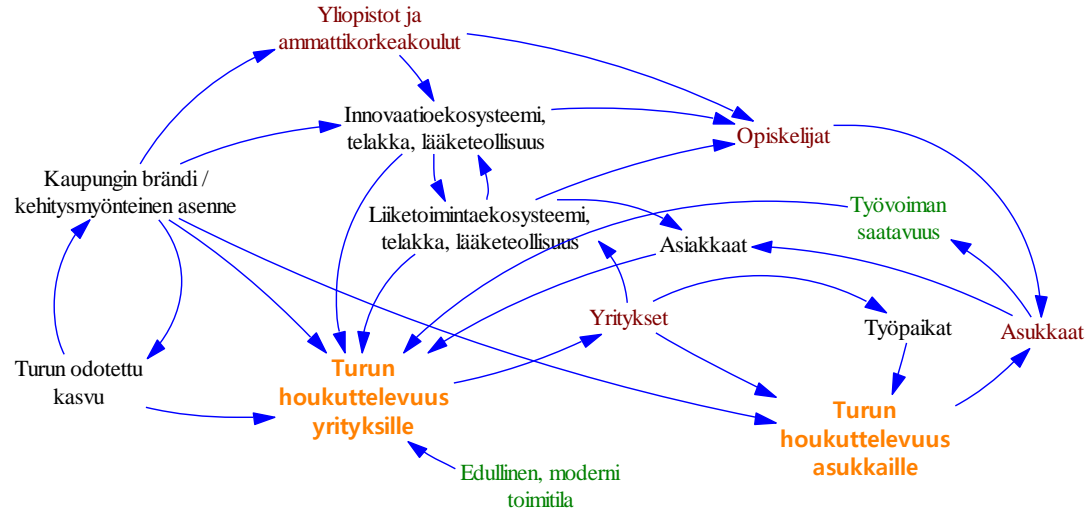 Yliopistot ja
ammattikorkeakoulut
Innovaatioekosysteemi,
telakka, lääketeollisuus
Opiskelijat
Kaupungin brändi /
kehitysmyönteinen asenne
Liiketoimintaekosysteemi,
telakka, lääketeollisuus
Työvoiman
saatavuus
Asiakkaat
Yritykset
Työpaikat
Asukkaat
Turun odotettu
kasvu
Turun
houkuttelevuus
yrityksille
Turun
houkuttelevuus
asukkaille
Edullinen, moderni
toimitila